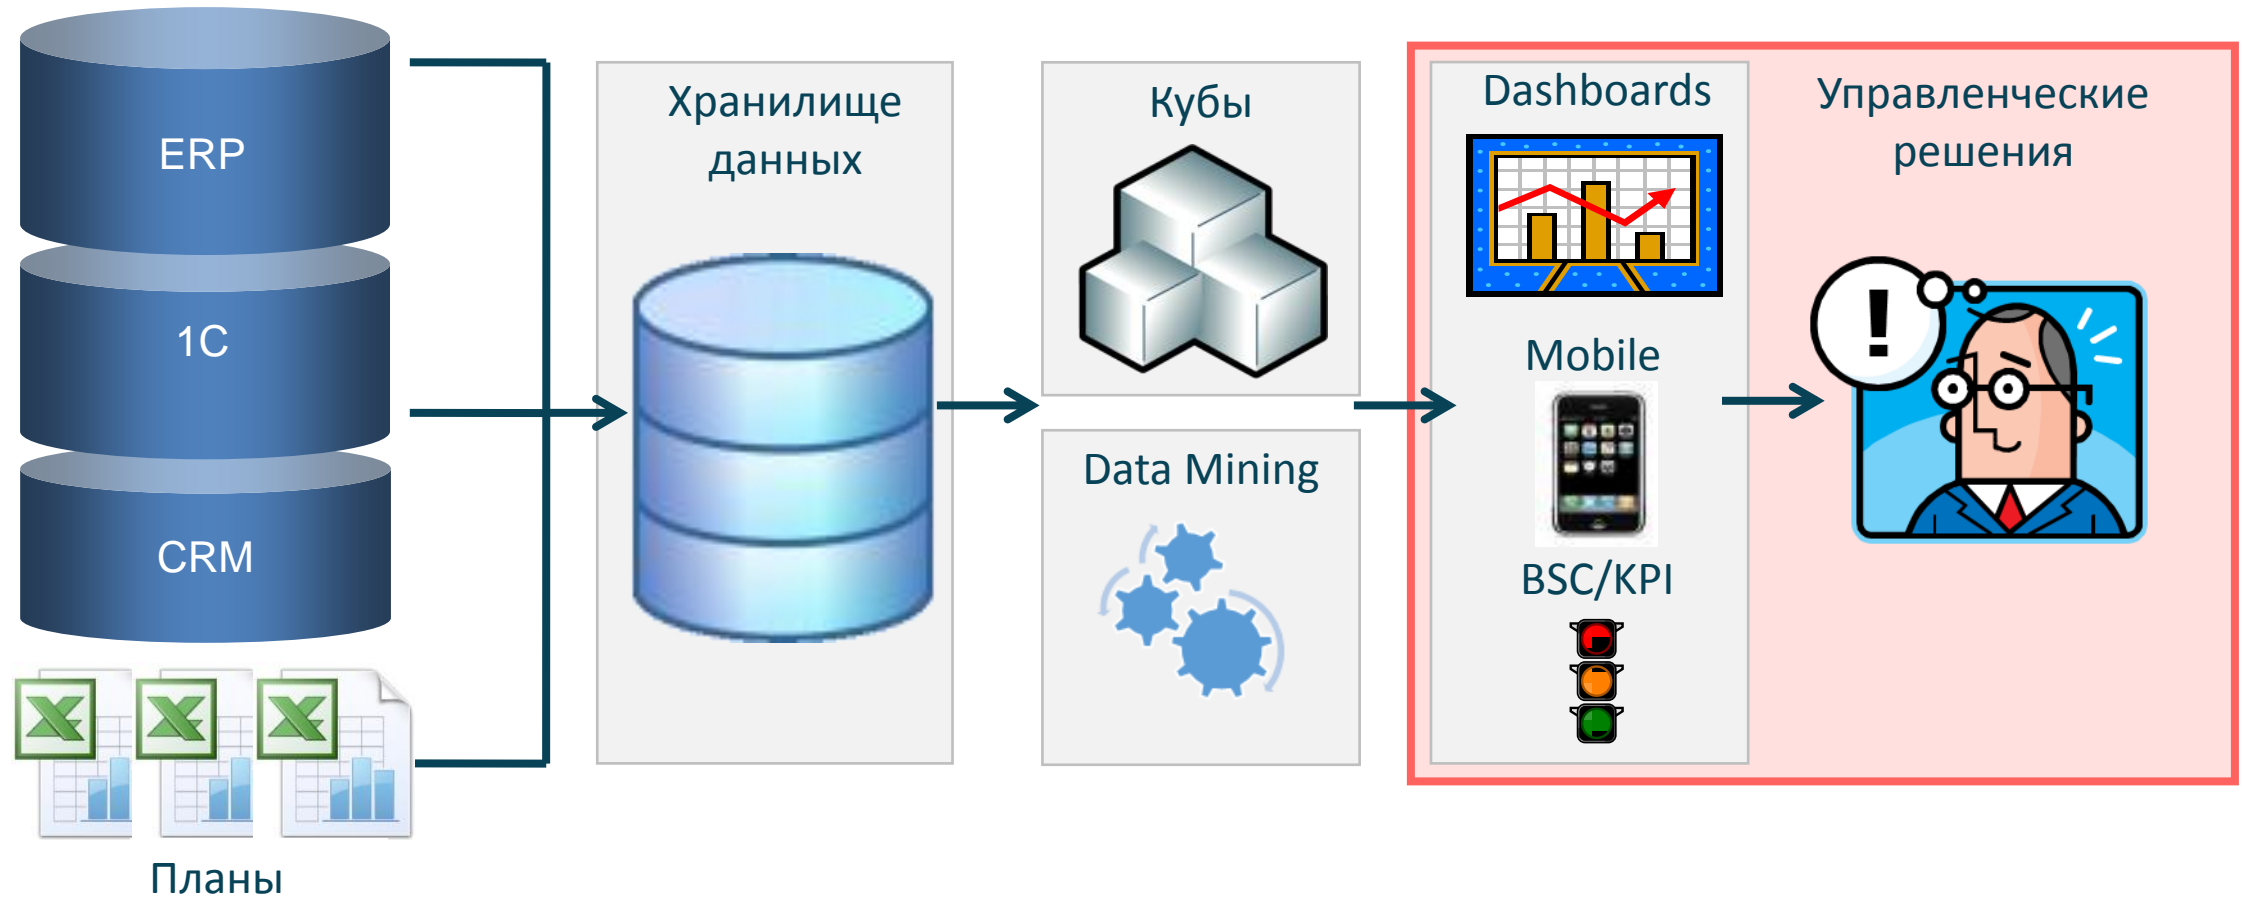 ERP
1C
CRM
Планы
Хранилище
данных
Кубы
Data Mining
Dashboards
Mobile
BSC/KPI
Управленческие
решения
!